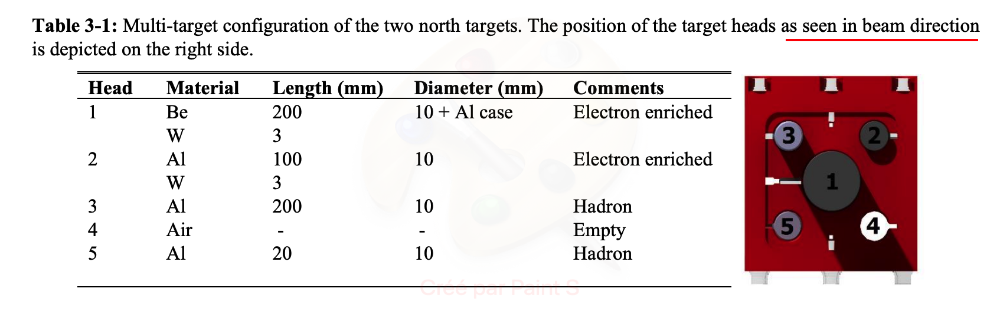 Table 3-1: Multi-target configuration of the two north targets. The position of the target heads as seen in beam direction
is depicted on the right side.
Head Material Length (mm) Diameter (mm) Comments
1 Be 200 10 + Al case Electron enriched
W 3
2 Al 100 10 Electron enriched
W 3
3 Al 200 10 Hadron
4 Air - - Empty
5 Al 20 10 Hadron
3 2
1
5 4
Créé par Paint S